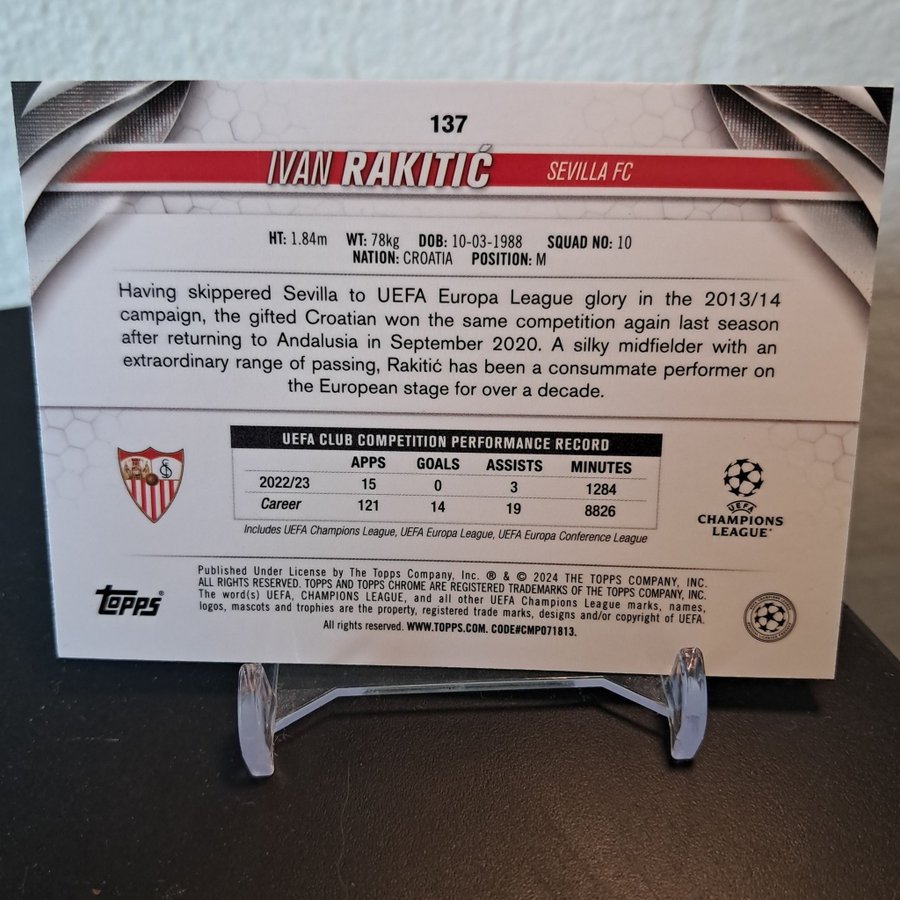 137
IVAN RAKITIĆ SEVILLA FC
HT: 1.84m WT: 78kg DOB: 10-03-1988 SQUAD NO: 10
NATION: CROATIA POSITION: M
Having skippered Sevilla to UEFA Europa League glory in the 2013/14
campaign, the gifted Croatian won the same competition again last season
after returning to Andalusia in September 2020. A silky midfielder with an
extraordinary range of passing, Rakitić has been a consummate performer on
the European stage for over a decade.
UEFA CLUB COMPETITION PERFORMANCE RECORD
APPS GOALS ASSISTS MINUTES
2022/23 15 0 3 1284
Career 121 14 19 8826
Includes UEFA Champions League, UEFA Europa League, UEFA Europa Conference League
UEFA
CHAMPIONS
LEAGUE
Topps®
Published Under License by The Topps Company, Inc. ® & © 2024 THE TOPPS COMPANY, INC.
ALL RIGHTS RESERVED. TOPPS AND TOPPS CHROME ARE REGISTERED TRADEMARKS OF THE TOPPS COMPANY, INC.
The word(s) UEFA, CHAMPIONS LEAGUE, and all other UEFA Champions League marks, names,
logos, mascots and trophies are the property, registered trade marks, designs and/or copyright of UEFA.
All rights reserved. WWW.TOPPS.COM. CODE#CMP071813.